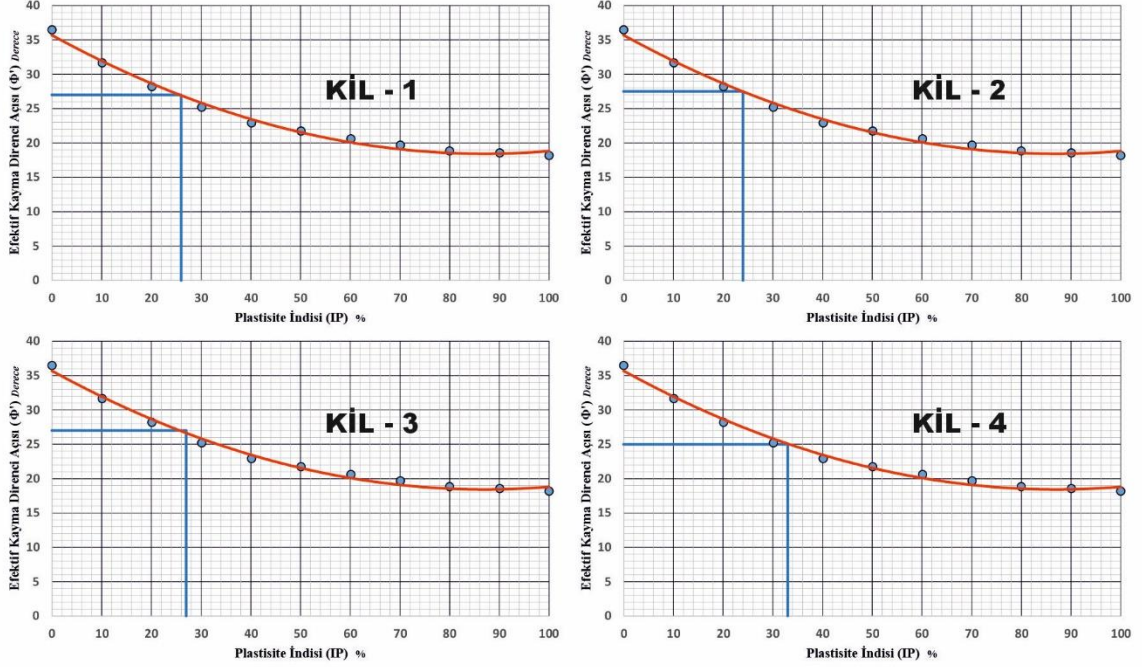 Efektif Kayma Direnci Açısı (Φ') Derece
40
35
30
25
20
15
10
5
0
KİL - 1
0 10 20 30 40 50 60 70 80 90 100
Plastisite İndisi (IP) %
Efektif Kayma Direnci Açısı (Φ') Derece
40
35
30
25
20
15
10
5
0
KİL - 2
0 10 20 30 40 50 60 70 80 90 100
Plastisite İndisi (IP) %
Efektif Kayma Direnci Açısı (Φ') Derece
40
35
30
25
20
15
10
5
0
KİL - 3
0 10 20 30 40 50 60 70 80 90 100
Plastisite İndisi (IP) %
Efektif Kayma Direnci Açısı (Φ') Derece
40
35
30
25
20
15
10
5
0
KİL - 4
0 10 20 30 40 50 60 70 80 90 100
Plastisite İndisi (IP) %